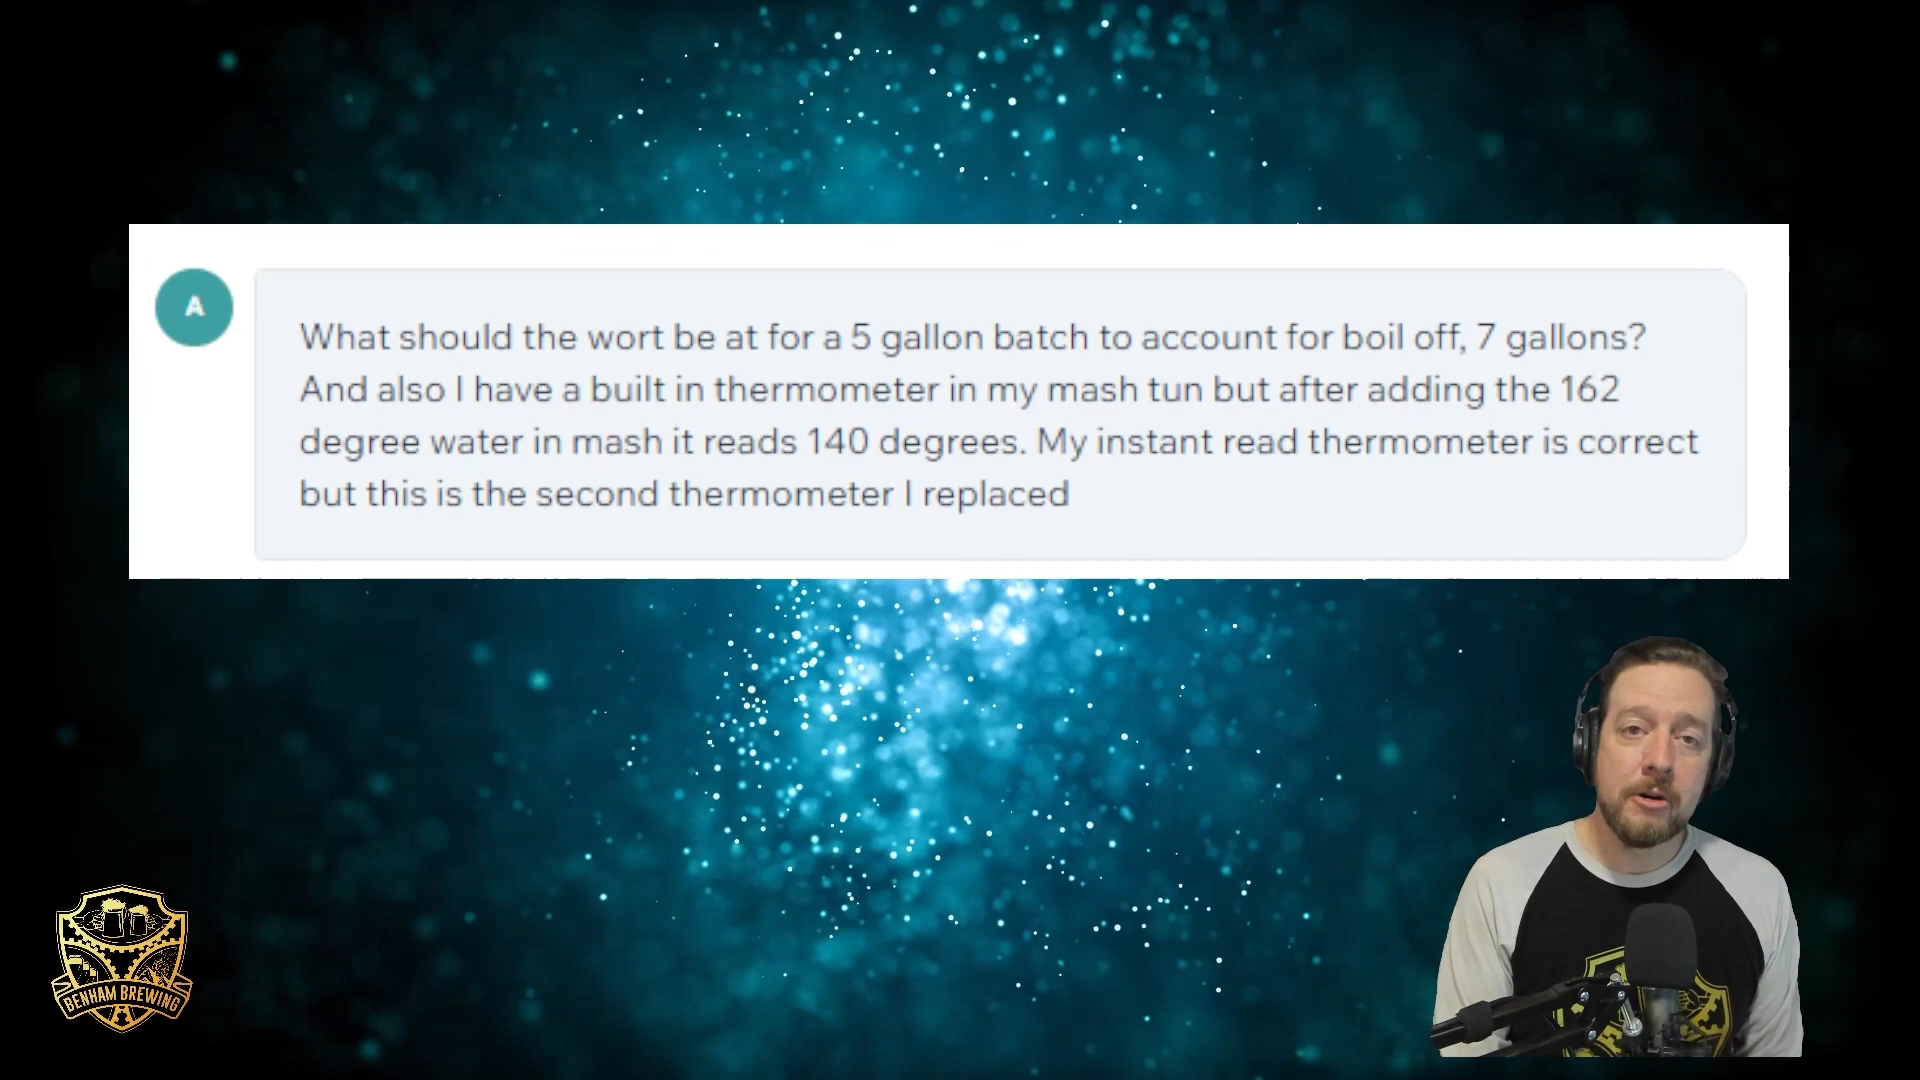 A
What should the wort be at for a 5 gallon batch to account for boil off, 7 gallons?
And also I have a built in thermometer in my mash tun but after adding the 162
degree water in mash it reads 140 degrees. My instant read thermometer is correct
but this is the second thermometer I replaced
BENHAM BREWING